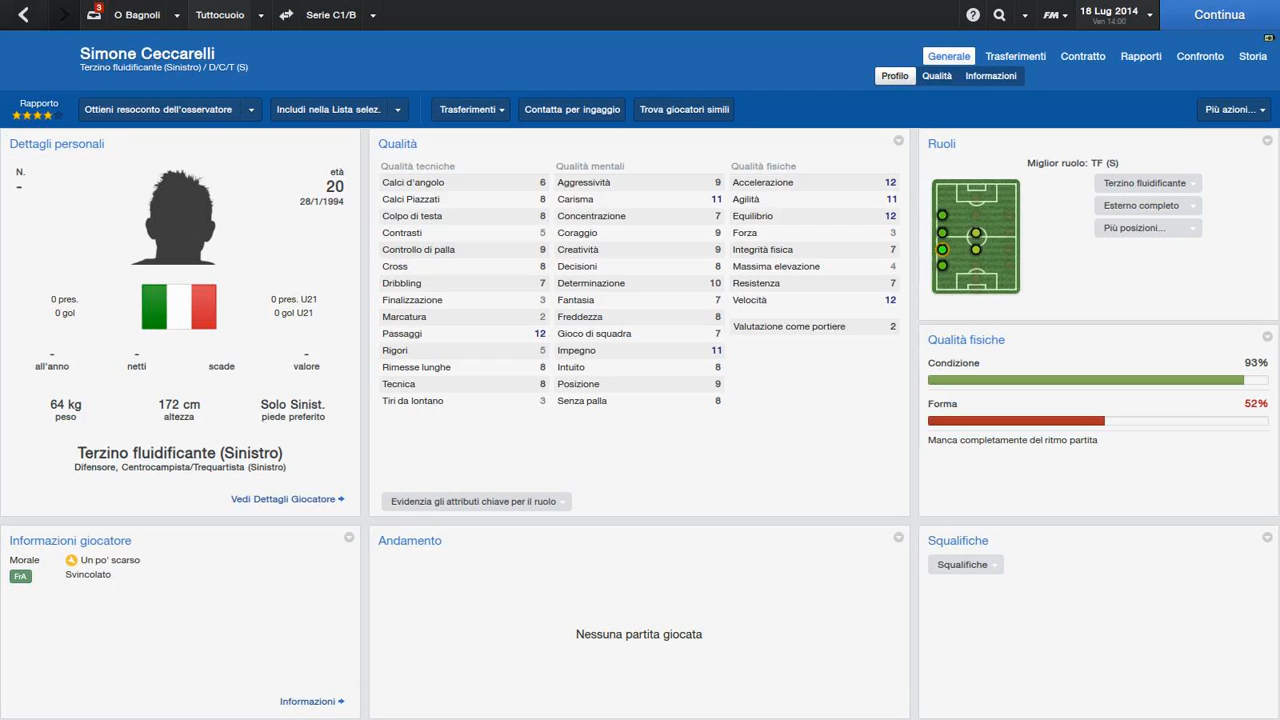 3
O Bagnoli
Tuttocuoio
Serie C1/B
?
FM
18 Lug 2014
Ven 14:00
Continua
Simone Ceccarelli
Terzino fluidificante (Sinistro) / D/C/T (S)
Generale Trasferimenti Contratto Rapporti Confronto Storia
Profilo Qualità Informazioni
Rapporto
Ottieni resoconto dell'osservatore
Includi nella Lista selez.
Trasferimenti
Contatta per ingaggio
Trova giocatori simili
Più azioni...
Dettagli personali
N.
-
età
20
28/1/1994
0 pres.
0 gol
0 pres. U21
0 gol U21
-
all'anno
-
netti
scade
-
valore
64 kg
peso
172 cm
altezza
Solo Sinist.
piede preferito
Terzino fluidificante (Sinistro)
Difensore, Centrocampista/Trequartista (Sinistro)
Vedi Dettagli Giocatore
Qualità
Qualità tecniche
Calci d'angolo 6
Calci Piazzati 8
Colpo di testa 8
Contrasti 5
Controllo di palla 9
Cross 8
Dribbling 7
Finalizzazione 3
Marcatura 2
Passaggi 12
Rigori 5
Rimesse lunghe 8
Tecnica 8
Tiri da lontano 3
Qualità mentali
Aggressività 9
Carisma 11
Concentrazione 7
Coraggio 9
Creatività 9
Decisioni 8
Determinazione 10
Fantasia 7
Freddezza 8
Gioco di squadra 7
Impegno 11
Intuito 8
Posizione 9
Senza palla 8
Qualità fisiche
Accelerazione 12
Agilità 11
Equilibrio 12
Forza 3
Integrità fisica 7
Massima elevazione 4
Resistenza 7
Velocità 12
Valutazione come portiere 2
Evidenzia gli attributi chiave per il ruolo
Ruoli
Miglior ruolo: TF (S)
Terzino fluidificante
Esterno completo
Più posizioni...
Qualità fisiche
Condizione 93%
Forma 52%
Manca completamente del ritmo partita
Informazioni giocatore
Morale Un po' scarso
FrA Svincolato
Informazioni
Andamento
Nessuna partita giocata
Squalifiche
Squalifiche